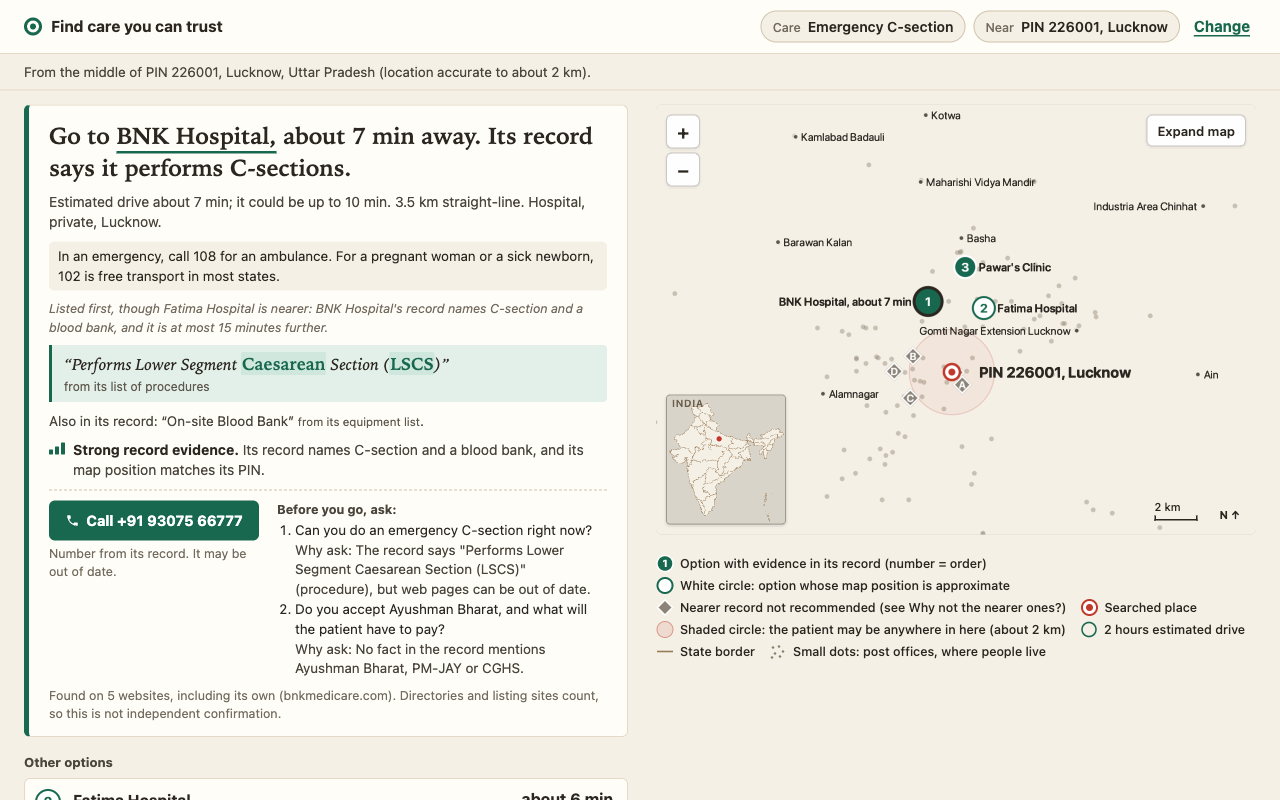 Find care you can trust
Care Emergency C-section
Near PIN 226001, Lucknow
Change
From the middle of PIN 226001, Lucknow, Uttar Pradesh (location accurate to about 2 km).
Go to BNK Hospital, about 7 min away. Its record
says it performs C-sections.
Estimated drive about 7 min; it could be up to 10 min. 3.5 km straight-line. Hospital,
private, Lucknow.
In an emergency, call 108 for an ambulance. For a pregnant woman or a sick newborn,
102 is free transport in most states.
Listed first, though Fatima Hospital is nearer: BNK Hospital's record names C-section and a
blood bank, and it is at most 15 minutes further.
“Performs Lower Segment Caesarean Section (LSCS)”
from its list of procedures
Also in its record: “On-site Blood Bank” from its equipment list.
Strong record evidence. Its record names C-section and a blood bank, and its
map position matches its PIN.
Call +91 93075 66777
Number from its record. It may be
out of date.
Before you go, ask:
1. Can you do an emergency C-section right now?
Why ask: The record says "Performs Lower
Segment Caesarean Section (LSCS)"
(procedure), but web pages can be out of date.
2. Do you accept Ayushman Bharat, and what will
the patient have to pay?
Why ask: No fact in the record mentions
Ayushman Bharat, PM-JAY or CGHS.
Found on 5 websites, including its own (bnkmedicare.com). Directories and listing sites count,
so this is not independent confirmation.
Other options
2 Fatima Hospital about 6 min
+
−
Expand map
Kotwa
Kamlabad Badauli
Maharishi Vidya Mandir
Industria Area Chinhat
Barawan Kalan
Basha
3 Pawar's Clinic
BNK Hospital, about 7 min 1
2 Fatima Hospital
Gomti Nagar Extension Lucknow
B
D
PIN 226001, Lucknow
A
C
Ain
Alamnagar
INDIA
2 km
N ↑
1 Option with evidence in its record (number = order)
White circle: option whose map position is approximate
Nearer record not recommended (see Why not the nearer ones?)
Searched place
Shaded circle: the patient may be anywhere in here (about 2 km)
2 hours estimated drive
State border
Small dots: post offices, where people live